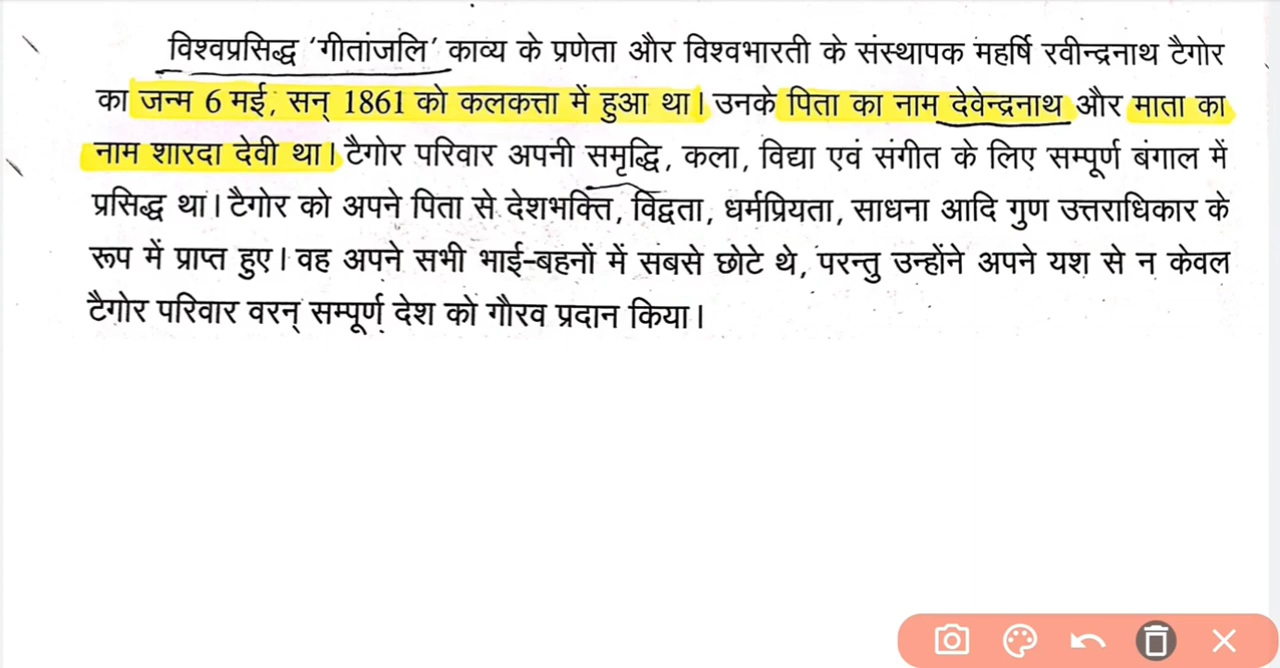 विश्वप्रसिद्ध ‘गीतांजलि’ काव्य के प्रणेता और विश्वभारती के संस्थापक महर्षि रवीन्द्रनाथ टैगोर
का जन्म 6 मई, सन् 1861 को कलकत्ता में हुआ था। उनके पिता का नाम देवेन्द्रनाथ और माता का
नाम शारदा देवी था। टैगोर परिवार अपनी समृद्धि, कला, विद्या एवं संगीत के लिए सम्पूर्ण बंगाल में
प्रसिद्ध था। टैगोर को अपने पिता से देशभक्ति, विद्वता, धर्मप्रियता, साधना आदि गुण उत्तराधिकार के
रूप में प्राप्त हुए। वह अपने सभी भाई-बहनों में सबसे छोटे थे, परन्तु उन्होंने अपने यश से न केवल
टैगोर परिवार वरन् सम्पूर्ण देश को गौरव प्रदान किया।